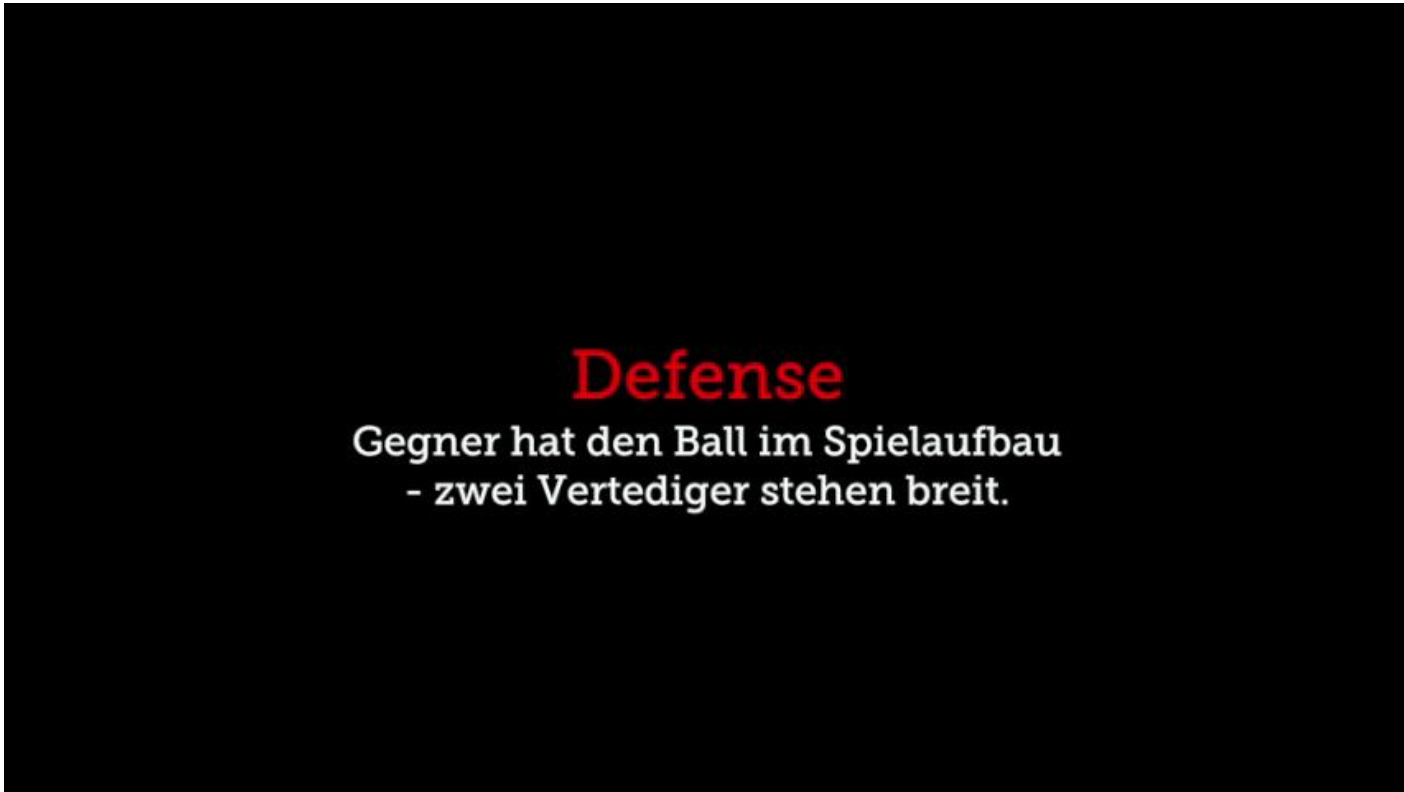 Defense
Gegner hat den Ball im Spielaufbau
- zwei Vertediger stehen breit.